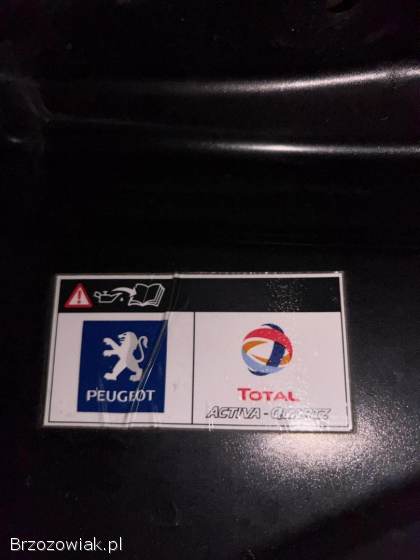 PEUGEOT
TOTAL
ACTIVA - QUARTZ
Brzozowiak.pl